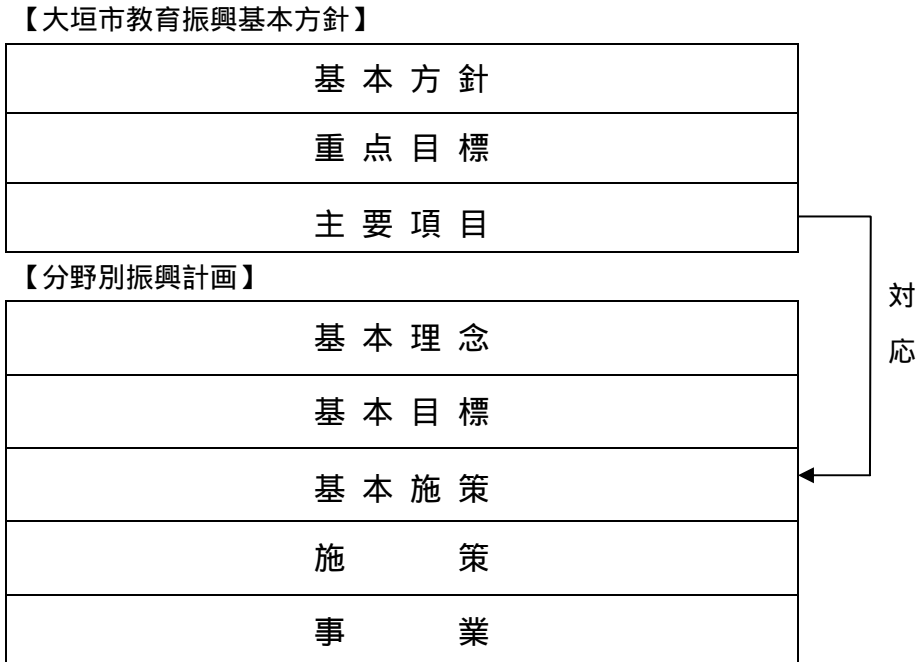 【大垣市教育振興基本方針】
基本方針
重点目標
主要項目
【分野別振興計画】
基本理念
基本目標
基本施策
施策
事業
対応